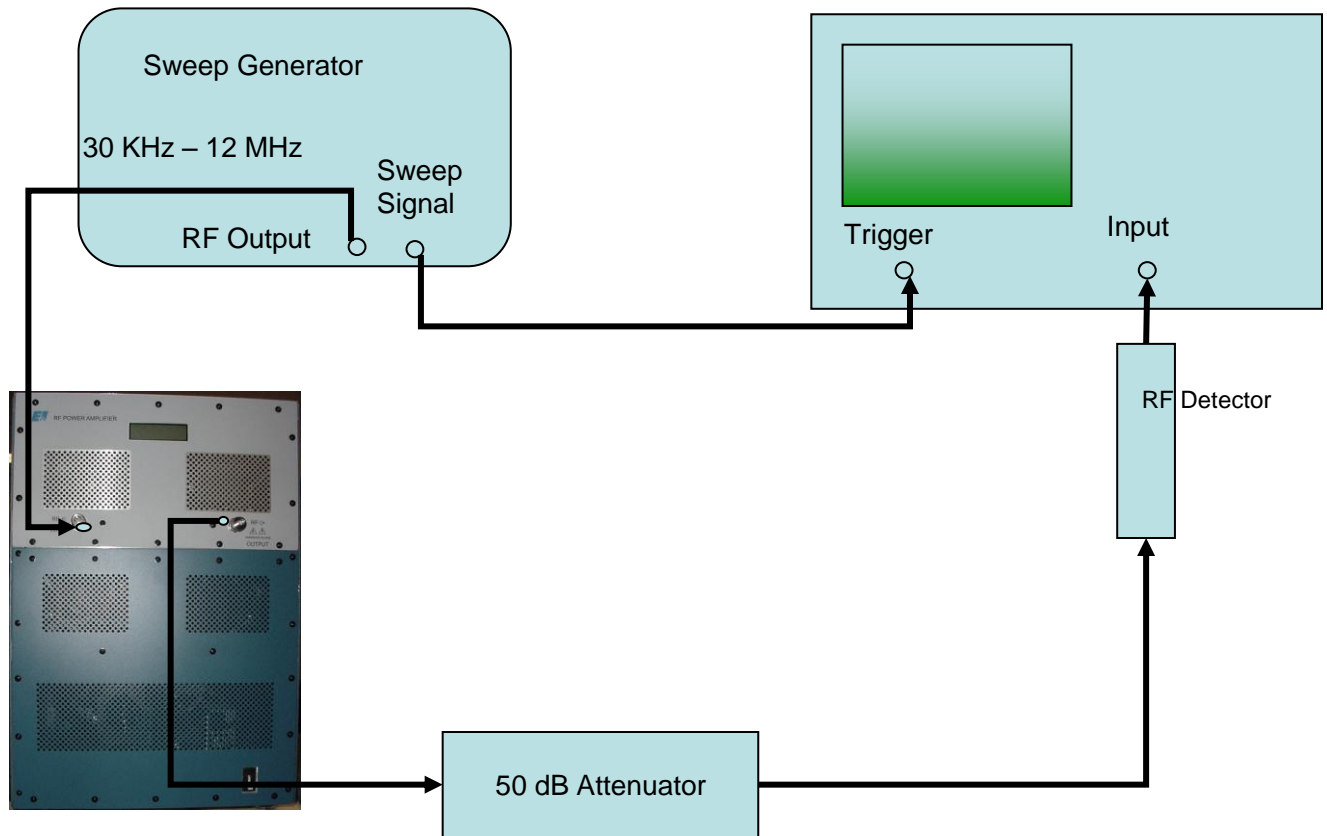 Sweep Generator
30 KHz – 12 MHz
Sweep
Signal
RF Output
Trigger
Input
RF Detector
RF POWER AMPLIFIER
OUTPUT
50 dB Attenuator